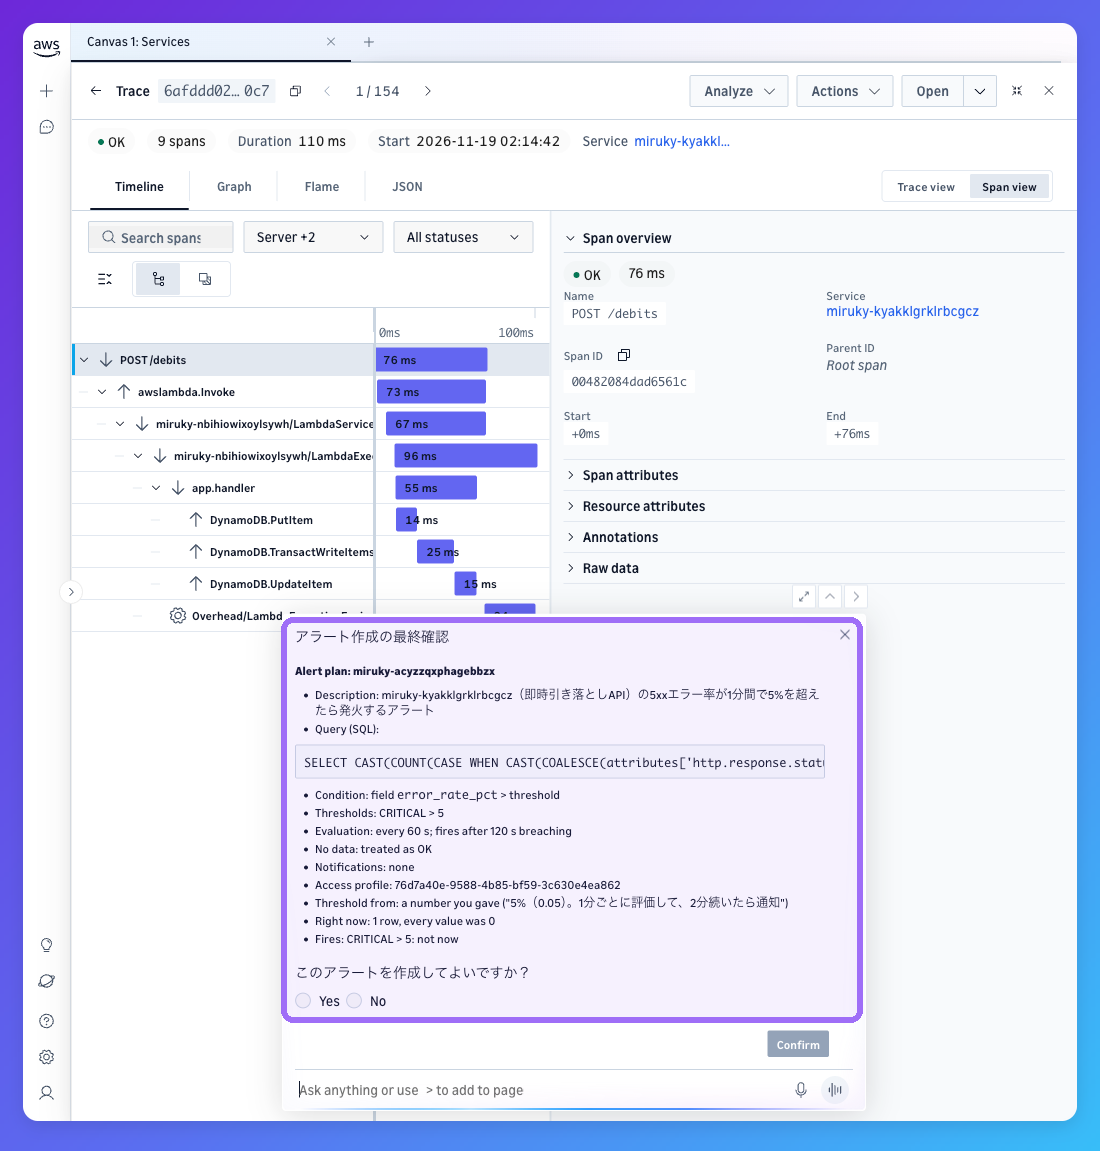 aws
Canvas 1: Services
Trace 6afddd02... 0c7 1 / 154 Analyze Actions Open
OK 9 spans Duration 110 ms Start 2026-11-19 02:14:42 Service miruky-kyakkl...
Timeline Graph Flame JSON Trace view Span view
Search spans Server +2 All statuses
0ms 100ms
POST /debits 76 ms
awslambda.Invoke 73 ms
miruky-nbihiowixoylsywh/LambdaService 67 ms
miruky-nbihiowixoylsywh/LambdaExe 96 ms
app.handler 55 ms
DynamoDB.PutItem 14 ms
DynamoDB.TransactWriteItems 25 ms
DynamoDB.UpdateItem 15 ms
Overhead/Lambd
Span overview
OK 76 ms
Name Service
POST /debits miruky-kyakklgrklrbcgcz
Span ID Parent ID
00482084dad6561c Root span
Start End
+0ms +76ms
Span attributes
Resource attributes
Annotations
Raw data
アラート作成の最終確認
Alert plan: miruky-acyzzqxphagebbzx
• Description: miruky-kyakklgrklrbcgcz（即時引き落としAPI）の5xxエラー率が1分間で5%を超え
たら発火するアラート
• Query (SQL):
SELECT CAST(COUNT(CASE WHEN CAST(COALESCE(attributes['http.response.statu
• Condition: field error_rate_pct > threshold
• Thresholds: CRITICAL > 5
• Evaluation: every 60 s; fires after 120 s breaching
• No data: treated as OK
• Notifications: none
• Access profile: 76d7a40e-9588-4b85-bf59-3c630e4ea862
• Threshold from: a number you gave ("5%（0.05）。1分ごとに評価して、2分続いたら通知")
• Right now: 1 row, every value was 0
• Fires: CRITICAL > 5: not now
このアラートを作成してよいですか？
Yes No
Confirm
Ask anything or use > to add to page